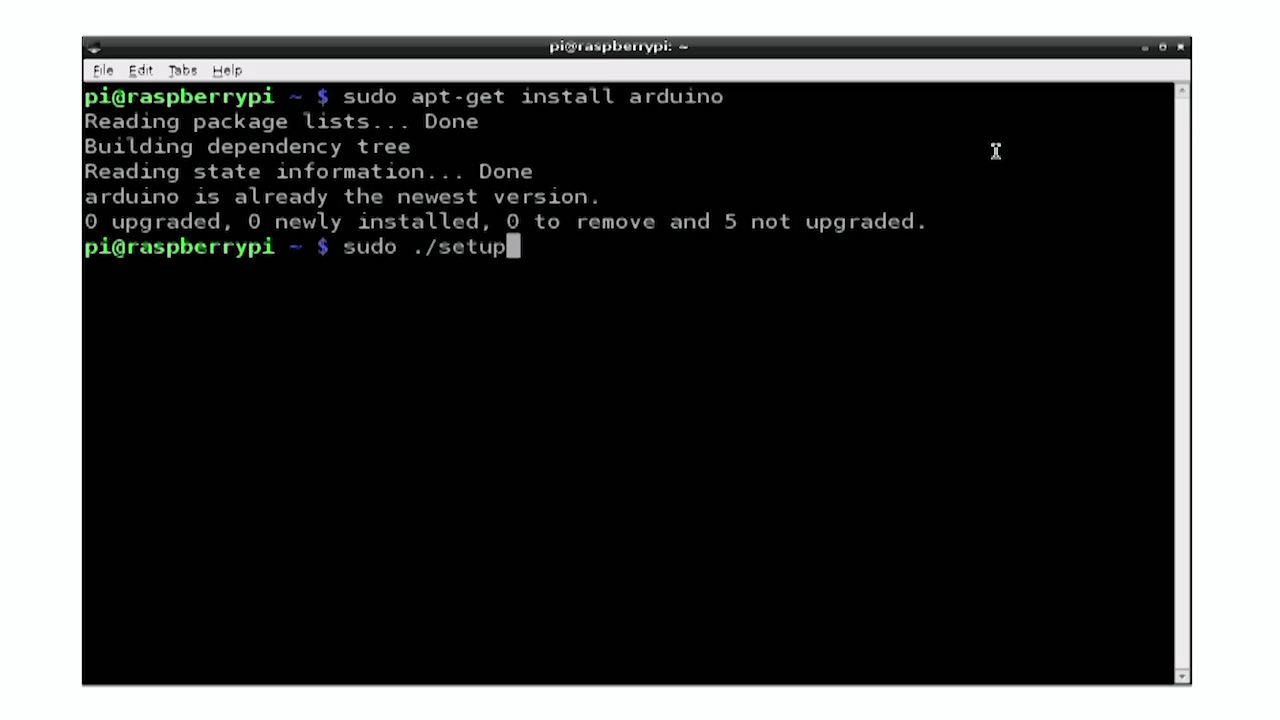 pi@raspberrypi: ~
File Edit Tabs Help
pi@raspberrypi ~ $ sudo apt-get install arduino
Reading package lists... Done
Building dependency tree
Reading state information... Done
arduino is already the newest version.
0 upgraded, 0 newly installed, 0 to remove and 5 not upgraded.
pi@raspberrypi ~ $ sudo ./setup